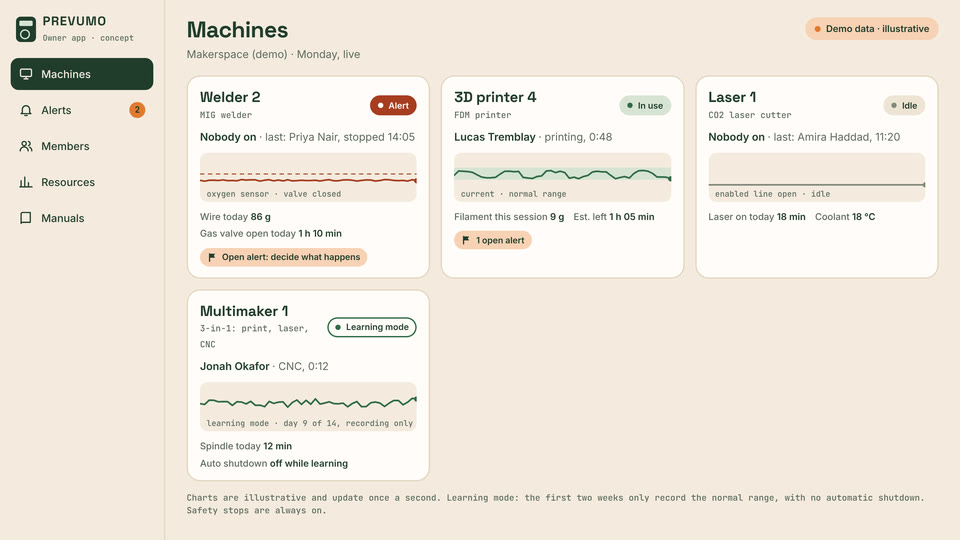 PREVUMO
Owner app · concept
Machines
Alerts
2
Members
Resources
Manuals
Machines
Makerspace (demo) · Monday, live
Demo data · illustrative
Welder 2
MIG welder
Alert
Nobody on · last: Priya Nair, stopped 14:05
oxygen sensor · valve closed
Wire today 86 g
Gas valve open today 1 h 10 min
Open alert: decide what happens
3D printer 4
FDM printer
In use
Lucas Tremblay · printing, 0:48
current · normal range
Filament this session 9 g Est. left 1 h 05 min
1 open alert
Laser 1
CO2 laser cutter
Idle
Nobody on · last: Amira Haddad, 11:20
enabled line open · idle
Laser on today 18 min Coolant 18 °C
Multimaker 1
3-in-1: print, laser,
CNC
Learning mode
Jonah Okafor · CNC, 0:12
learning mode · day 9 of 14, recording only
Spindle today 12 min
Auto shutdown off while learning
Charts are illustrative and update once a second. Learning mode: the first two weeks only record the normal range, with no automatic shutdown.
Safety stops are always on.